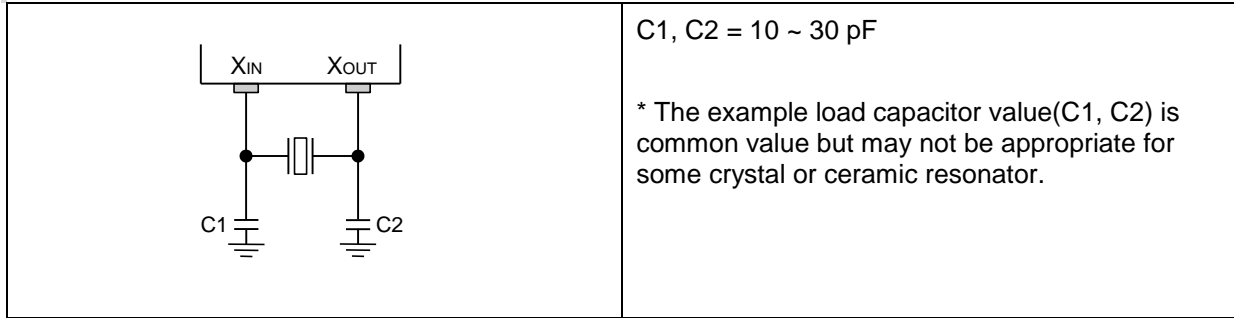 XIN XOUT
C1 C2
C1, C2 = 10 ~ 30 pF
* The example load capacitor value(C1, C2) is
common value but may not be appropriate for
some crystal or ceramic resonator.